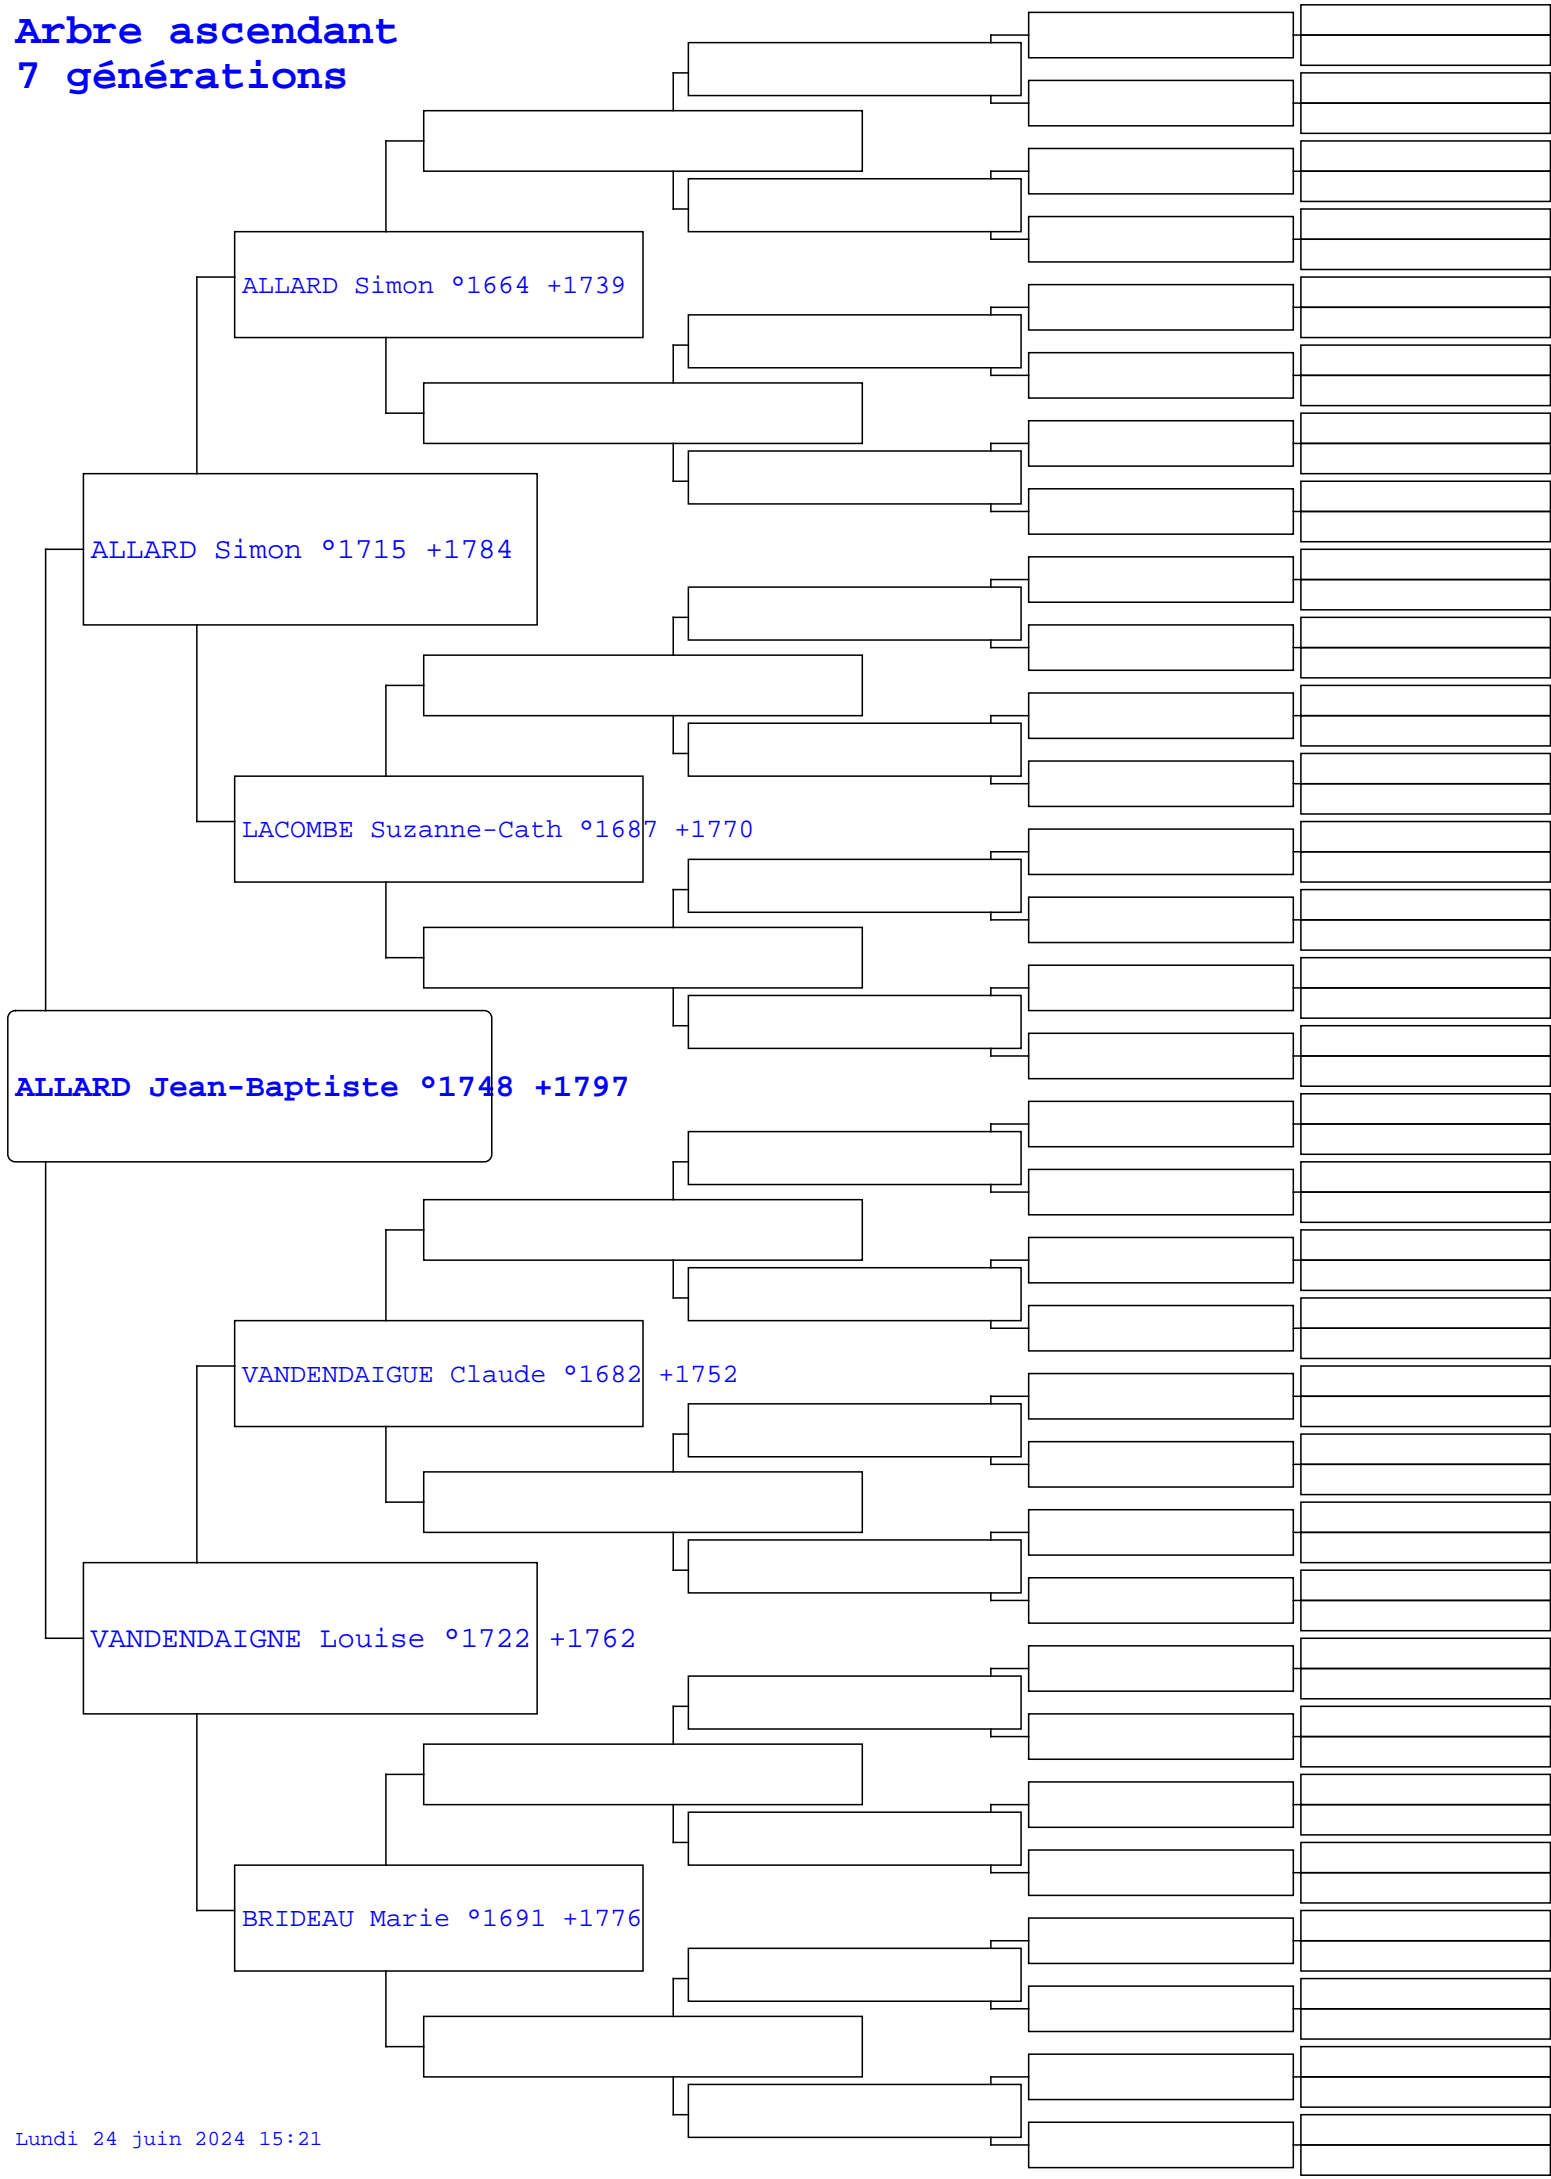 Arbre ascendant
7 générations
ALLARD Simon °1664 +1739
ALLARD Simon °1715 +1784
LACOMBE Suzanne-Cath °1687 +1770
ALLARD Jean-Baptiste °1748 +1797
VANDENDAIGUE Claude °1682 +1752
VANDENDAIGNE Louise °1722 +1762
BRIDEAU Marie °1691 +1776
Lundi 24 juin 2024 15:21